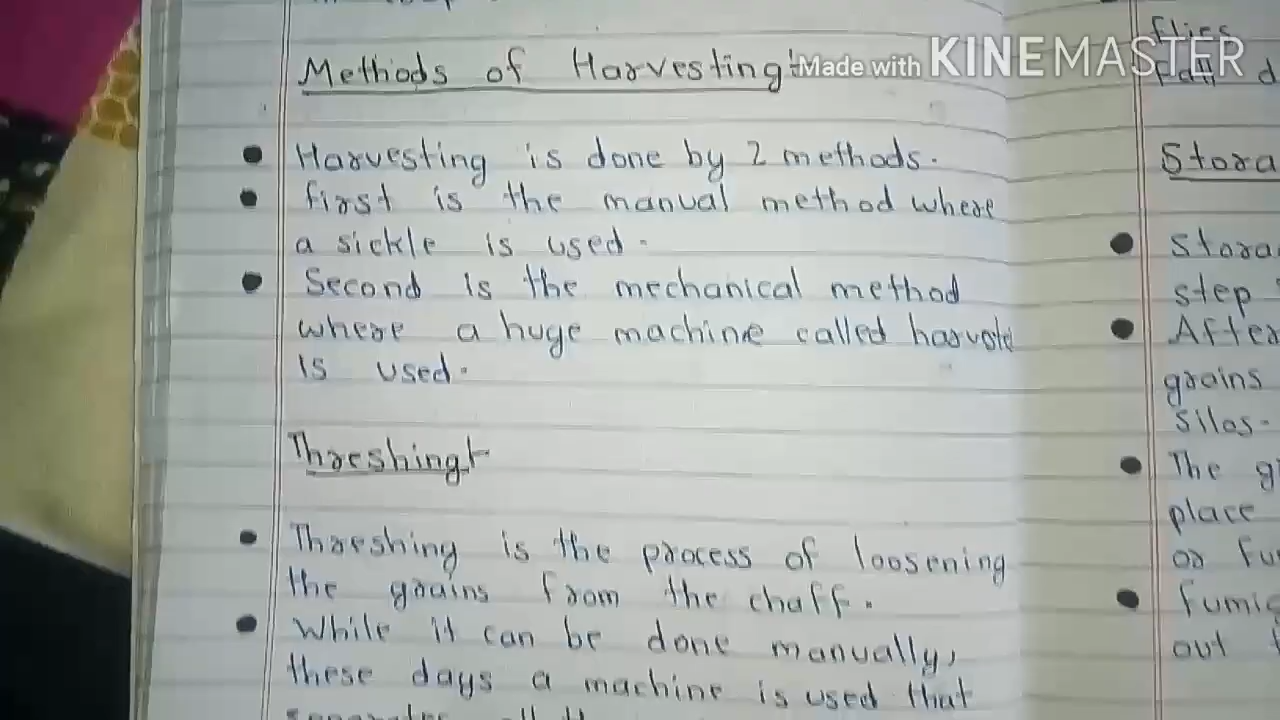 Methods of Harvesting:-
Made with KINEMASTER
• Harvesting is done by 2 methods.
• first is the manual method where
a sickle is used.
• Second is the mechanical method
where a huge machine called
is used.
Threshing:-
• Threshing is the process of loosening
the grains from the chaff.
• While it can be done manually,
these days a machine is used that
flies
fall d
Stora
• Stora
step
• After
grains
silos.
• The g
place
or fu
• fumig
out t